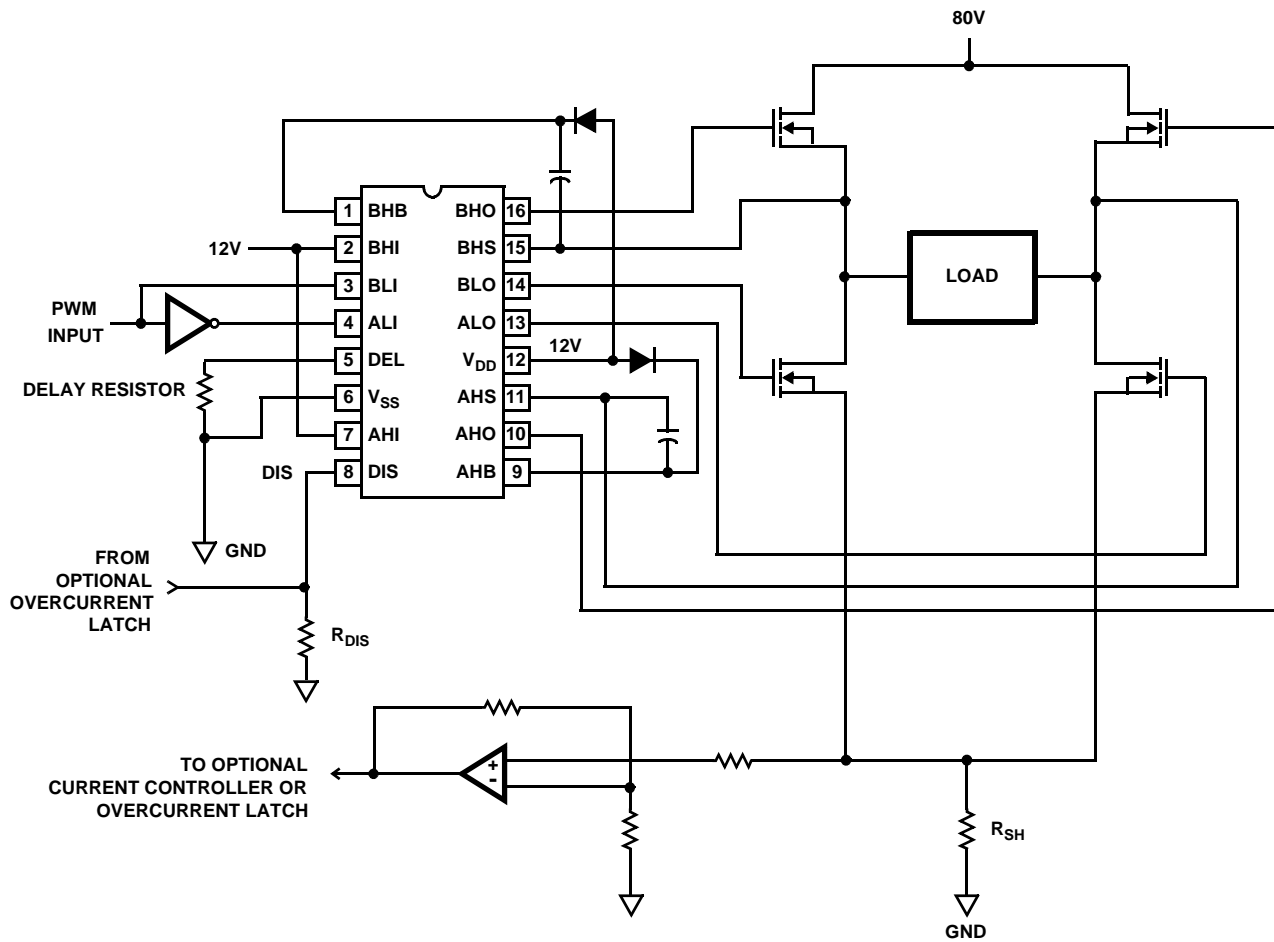 80V
1 BHB BHO 16
12V 2 BHI BHS 15
3 BLI BLO 14
PWM
INPUT
4 ALI ALO 13
5 DEL VDD 12 12V
DELAY RESISTOR
6 VSS AHS 11
7 AHI AHO 10
DIS 8 DIS AHB 9
LOAD
GND
FROM
OPTIONAL
OVERCURRENT
LATCH
RDIS
TO OPTIONAL
CURRENT CONTROLLER OR
OVERCURRENT LATCH
+
-
RSH
GND